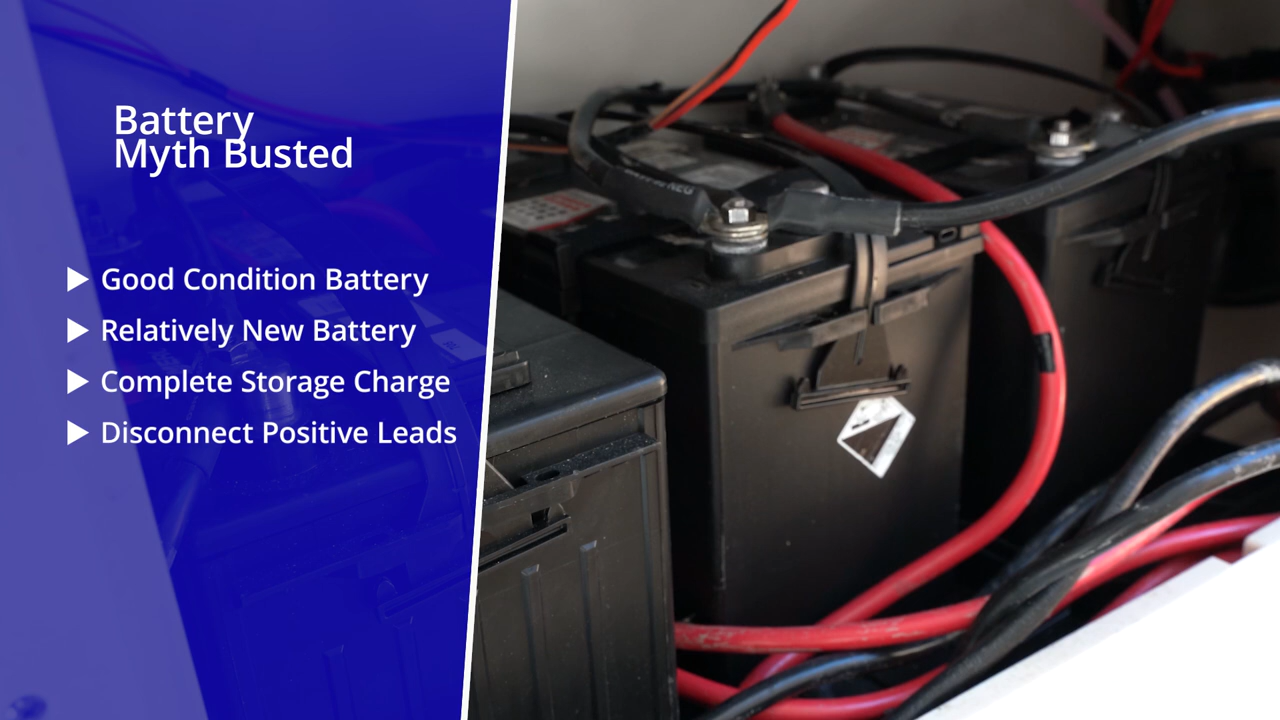 Battery
Myth Busted
▶ Good Condition Battery
▶ Relatively New Battery
▶ Complete Storage Charge
▶ Disconnect Positive Leads